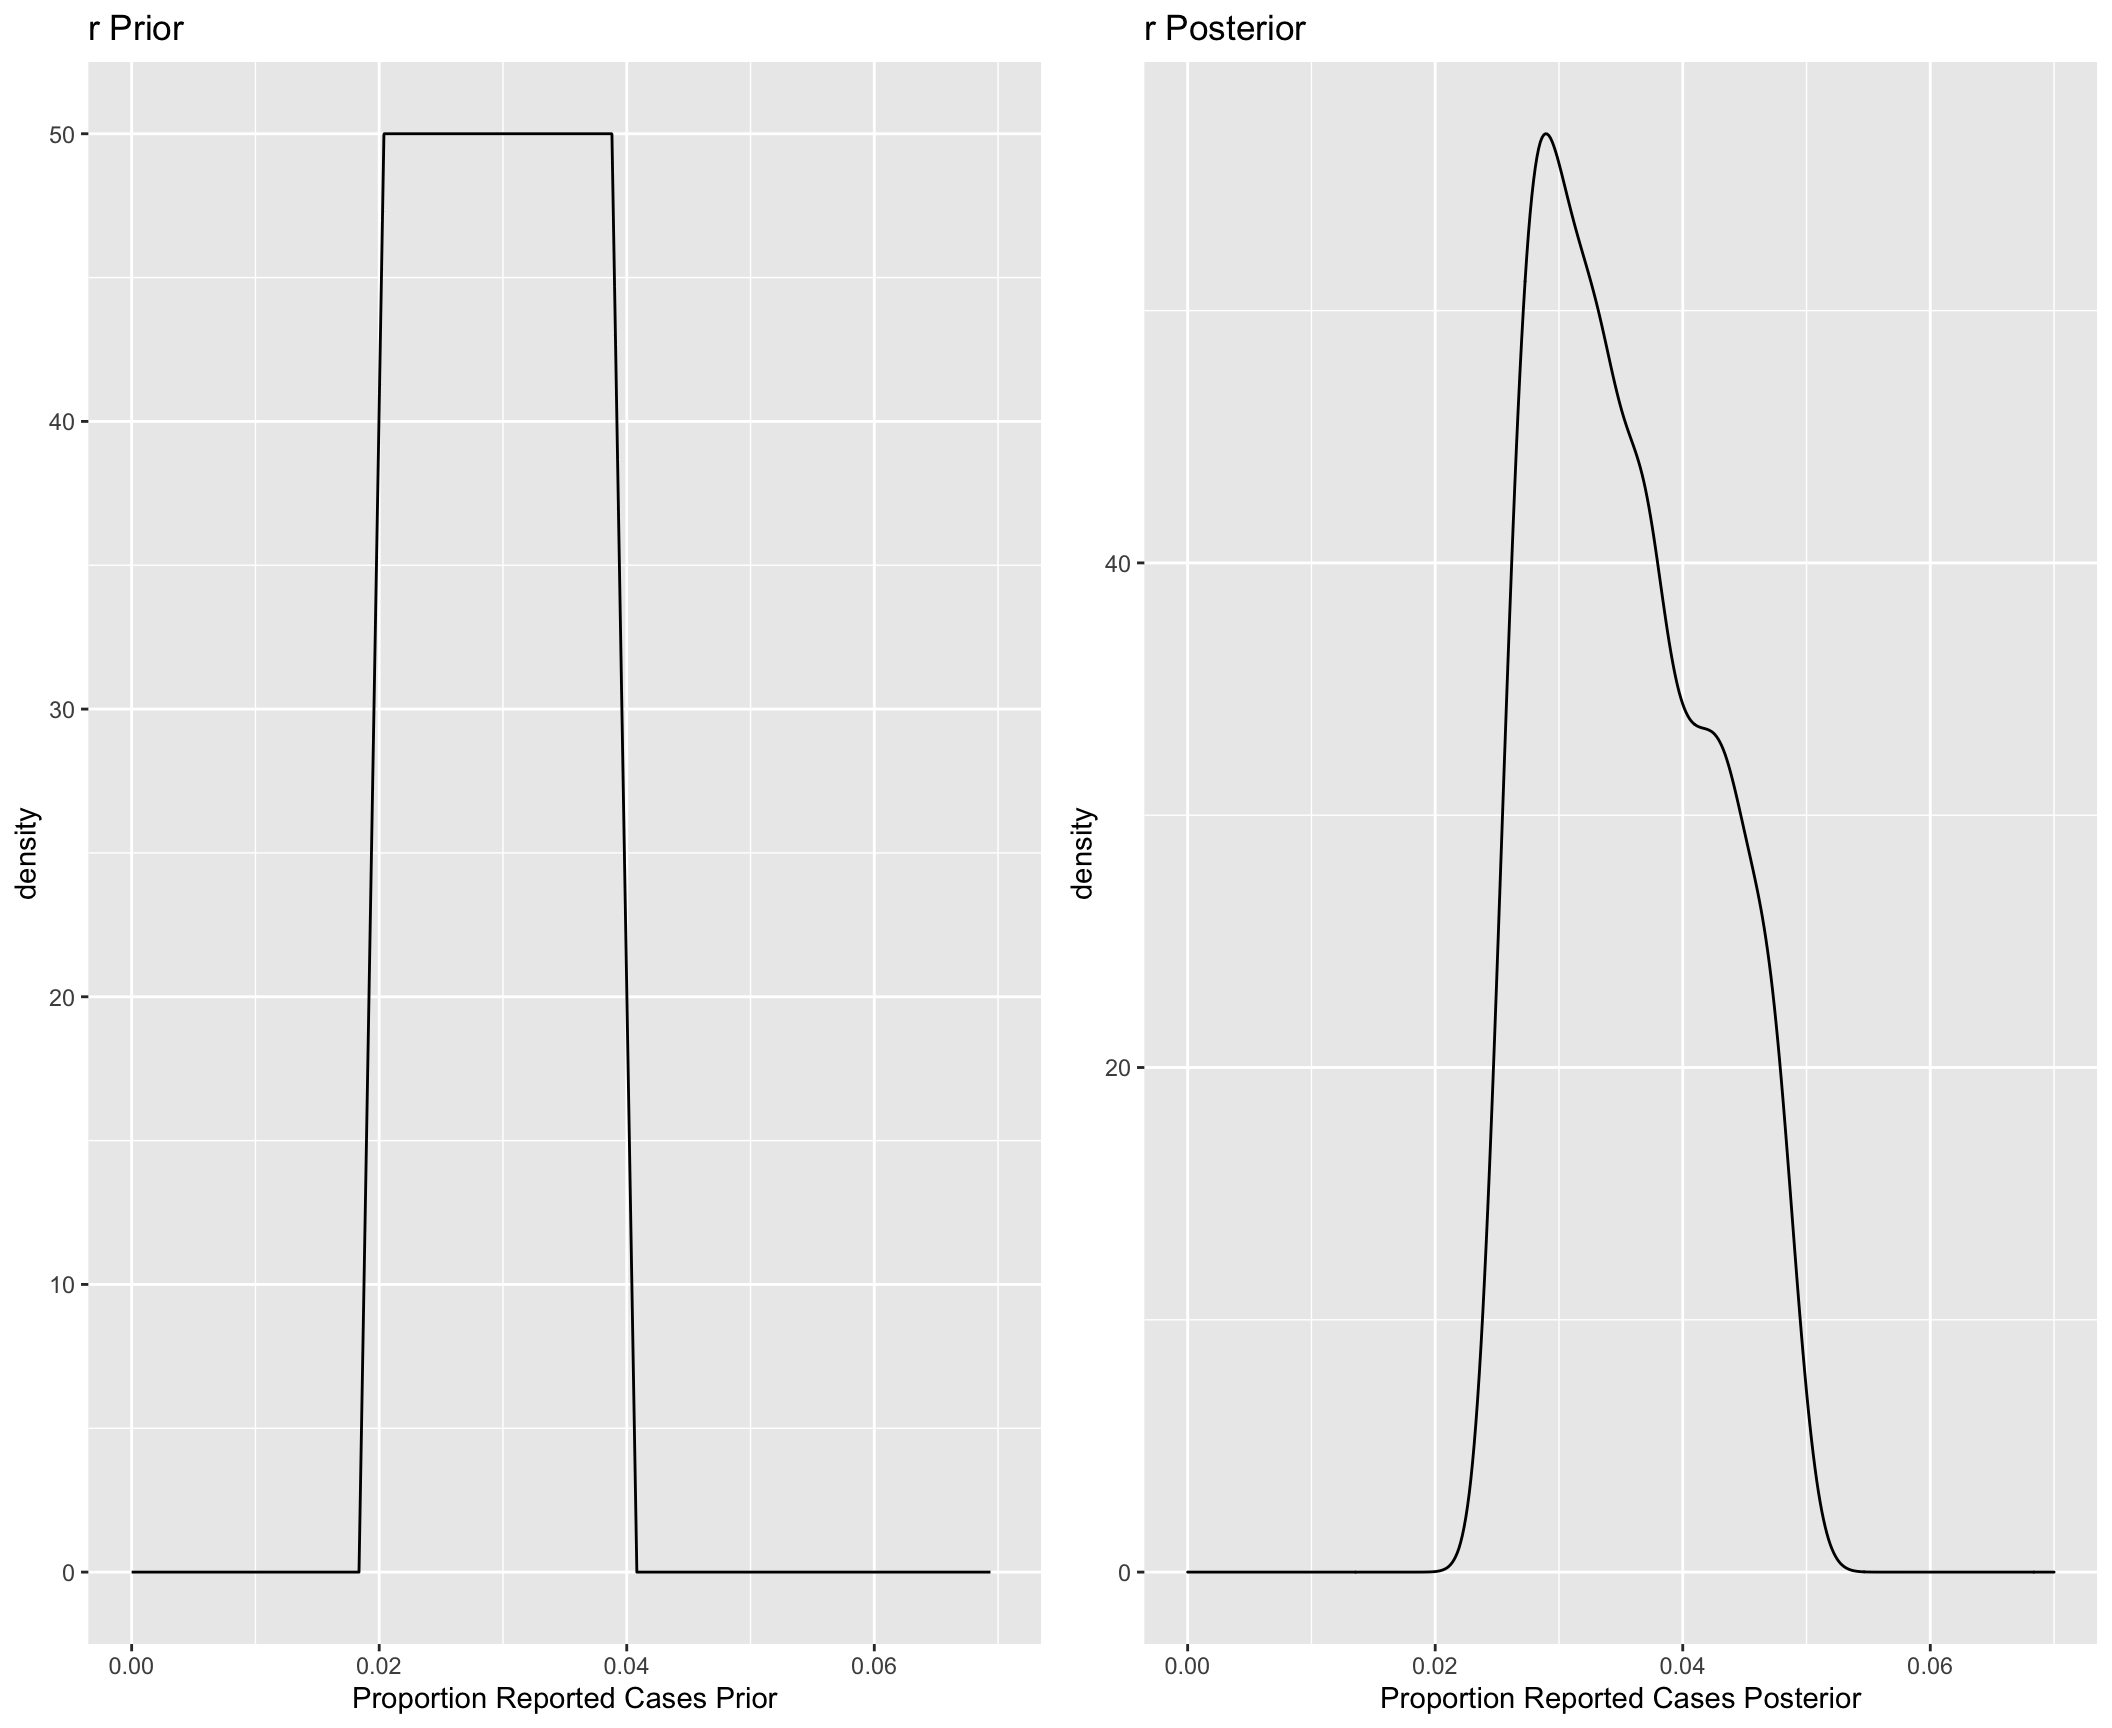 r Prior
50
40
30
20
10
0
density
0.00 0.02 0.04 0.06
Proportion Reported Cases Prior
r Posterior
40
20
0
density
0.00 0.02 0.04 0.06
Proportion Reported Cases Posterior